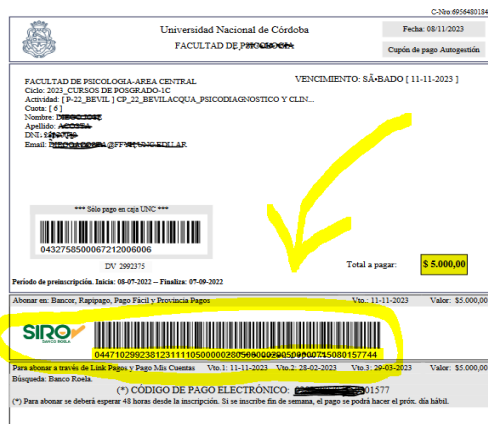 C-Nro:6956480184
Universidad Nacional de Córdoba
FACULTAD DE
Fecha: 08/11/2023
Cupón de pago Autogestión
VENCIMIENTO: SÃ•BADO [ 11-11-2023 ]
FACULTAD DE PSICOLOGIA-AREA CENTRAL
Ciclo: 2023_CURSOS DE POSGRADO-1C
Actividad: [ P-22_BEVIL ] CP_22_BEVILACQUA_PSICODIAGNOSTICO Y CLIN...
Cuota: [ 6 ]
Nombre:
Apellido:
DNI:
Email:
*** Sólo pago en caja UNC ***
0432758500067212006006
DV 2992375
Total a pagar: $ 5.000,00
Período de preinscripción. Inicia: 08-07-2022 -- Finaliza: 07-09-2022
Abonar en: Bancor, Rapipago, Pago Fácil y Provincia Pagos Vto.: 11-11-2023 Valor: $5.000,00
SIRO
BANCO ROELA
Para abonar a través de Link Pagos y Pago Mis Cuentas Vto.1: 11-11-2023 Vto.2: 28-02-2023 Vto.3: 29-03-2023 Valor: $5.000,00
Búsqueda: Banco Roela.
(*) CÓDIGO DE PAGO ELECTRÓNICO: 01577
(*) Para abonar se deberá esperar 48 horas desde la inscripción. Si se inscribe fin de semana, el pago se podrá hacer el próx. día hábil.